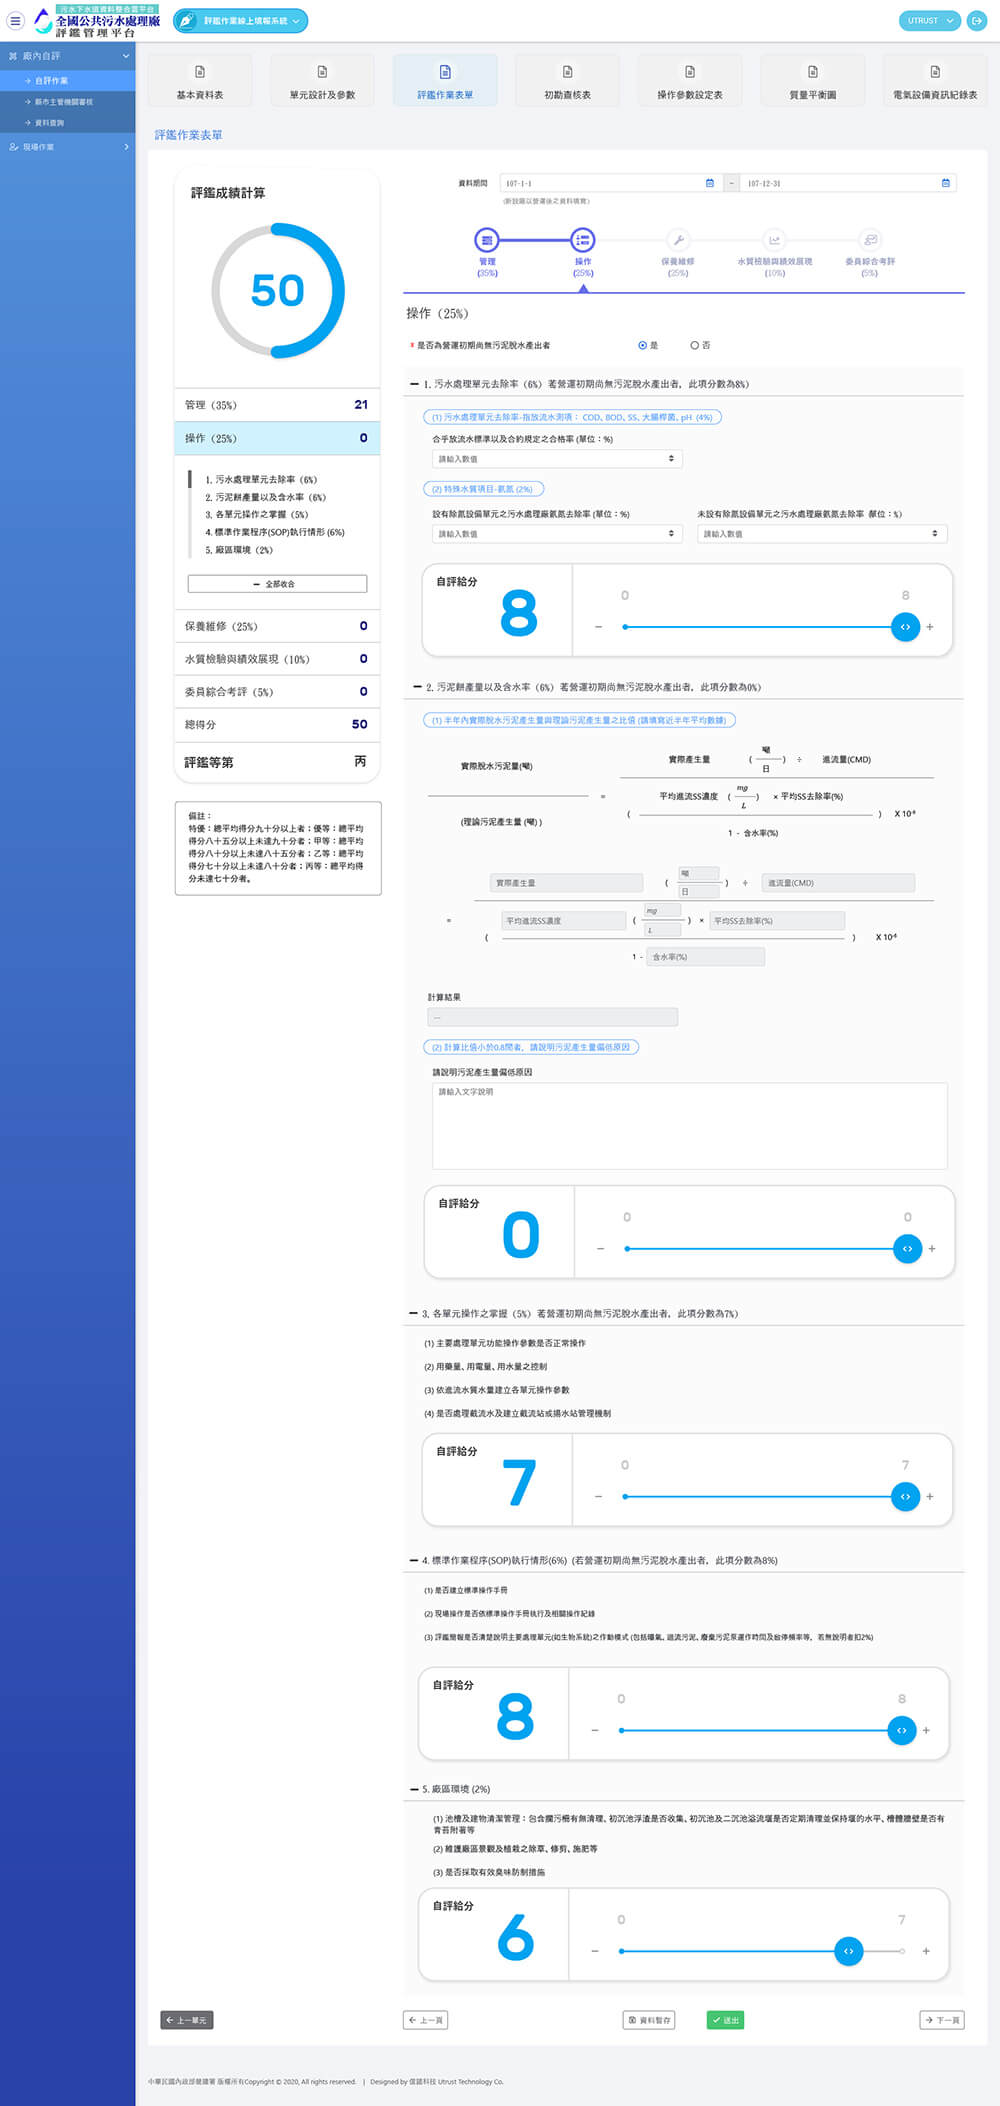 污水下水道資料整合雲平台
全國公共污水處理廠
評鑑管理平台
評鑑作業線上填報系統
UTRUST
廠內自評
自評作業
縣市主管機關審核
資料查詢
現場作業
基本資料表
單元設計及參數
評鑑作業表單
初勘查核表
操作參數設定表
質量平衡圖
電氣設備資訊紀錄表
評鑑作業表單
評鑑成績計算
50
管理（35%） 21
操作（25%） 0
1. 污水處理單元去除率（6%）
2. 污泥餅產量以及含水率（6%）
3. 各單元操作之掌握（5%）
4. 標準作業程序(SOP)執行情形 (6%)
5. 廠區環境（2%）
全部收合
保養維修（25%） 0
水質檢驗與績效展現（10%） 0
委員綜合考評（5%） 0
總得分 50
評鑑等第 丙
備註：
特優：總平均得分九十分以上者；優等：總平均
得分八十五分以上未達九十分者；甲等：總平均
得分八十分以上未達八十五分者；乙等：總平均
得分七十分以上未達八十分者；丙等：總平均得
分未達七十分者。
資料期間 107-1-1 ~ 107-12-31
(新設廠以營運後之資料填寫)
管理 操作 保養維修 水質檢驗與績效展現 委員綜合考評
(35%) (25%) (25%) (10%) (5%)
操作（25%）
* 是否為營運初期尚無污泥脫水產出者 是 否
1. 污水處理單元去除率（6%）若營運初期尚無污泥脫水產出者，此項分數為8%）
(1) 污水處理單元去除率-指放流水測項： COD、BOD、SS、大腸桿菌、pH (4%)
合乎放流水標準以及合約規定之合格率 (單位：%)
請輸入數值
(2) 特殊水質項目-氨氮 (2%)
設有除氮設備單元之污水處理廠氨氮去除率 (單位：%) 未設有除氮設備單元之污水處理廠氨氮去除率 (單位：%)
請輸入數值 請輸入數值
自評給分
8
0 8
− +
2. 污泥餅產量以及含水率（6%）若營運初期尚無污泥脫水產出者，此項分數為0%）
(1) 半年內實際脫水污泥產生量與理論污泥產生量之比值 (請填寫近半年平均數據)
實際脫水污泥量(噸)
(理論污泥產生量 (噸) )
=
實際產生量 ( 噸 / 日 ) ÷ 進流量(CMD)
( 平均進流SS濃度 ( mg / L ) × 平均SS去除率(%) ) X 10-6
1 - 含水率(%)
實際產生量 ( 噸 / 日 ) ÷ 進流量(CMD)
= ( 平均進流SS濃度 ( mg / L ) × 平均SS去除率(%) ) X 10-6
1 - 含水率(%)
計算結果
---
(2) 計算比值小於0.8間者，請說明污泥產生量偏低原因
請說明污泥產生量偏低原因
請輸入文字說明
自評給分
0
0 0
− +
3. 各單元操作之掌握（5%）若營運初期尚無污泥脫水產出者，此項分數為7%）
(1) 主要處理單元功能操作參數是否正常操作
(2) 用藥量、用電量、用水量之控制
(3) 依進流水質水量建立各單元操作參數
(4) 是否處理截流水及建立截流站或揚水站管理機制
自評給分
7
0 7
− +
4. 標準作業程序(SOP)執行情形(6%) (若營運初期尚無污泥脫水產出者，此項分數為8%)
(1) 是否建立標準操作手冊
(2) 現場操作是否依標準操作手冊執行及相關操作記錄
(3) 評鑑簡報是否清楚說明主要處理單元(如生物系統)之作動模式 (包括曝氣、迴流污泥、廢棄污泥泵運作時間及啟停頻率等，若無說明者扣2%)
自評給分
8
0 8
− +
5. 廠區環境 (2%)
(1) 池槽及建物清潔管理：包含攔污柵有無清理、初沉池浮渣是否收集、初沉池及二沉池溢流堰是否定期清理並保持堰的水平、槽體牆壁是否有
青苔附著等
(2) 維護廠區景觀及植栽之除草、修剪、施肥等
(3) 是否採取有效臭味防制措施
自評給分
6
0 7
− +
上一單元 上一頁 資料暫存 送出 下一頁
中華民國內政部營建署 版權所有Copyright © 2020, All rights reserved. | Designed by 信諾科技 Utrust Technology Co.